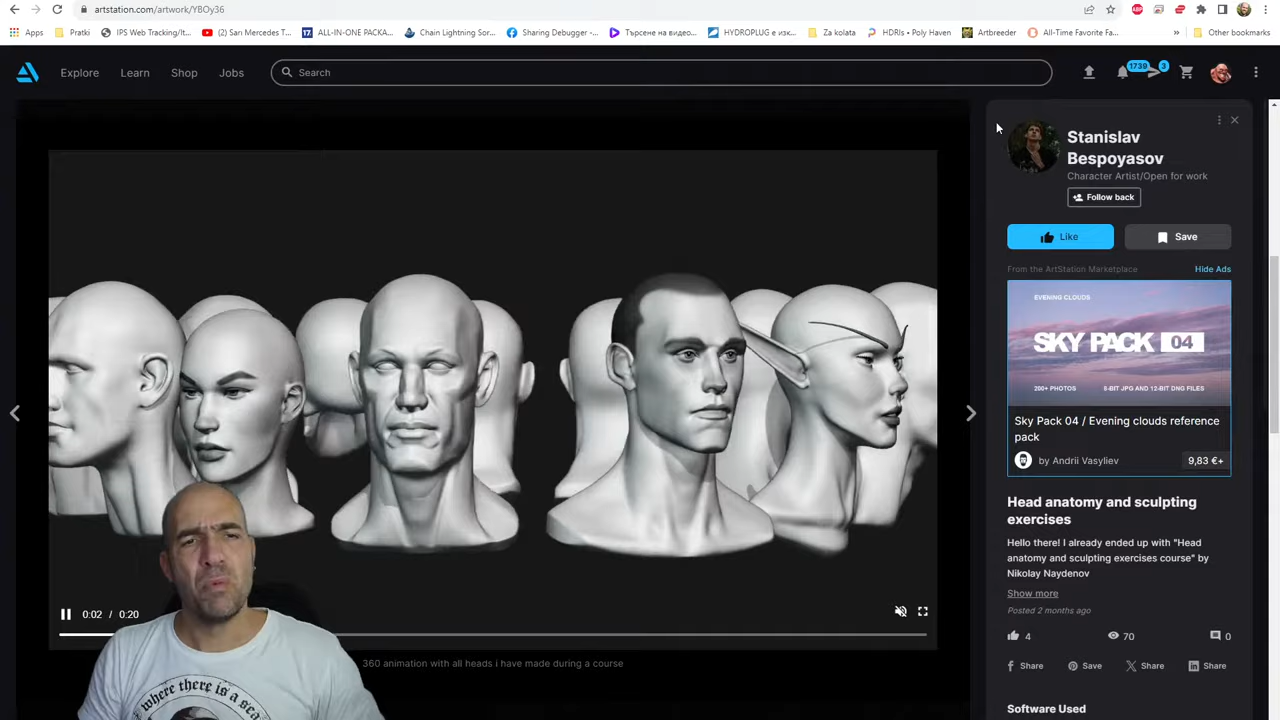 artstation.com/artwork/YBOy36
Apps
Pratki
IPS Web Tracking/It...
(2) San Mercedes T...
ALL-IN-ONE PACKA...
Chain Lightning Sor...
Sharing Debugger -...
Търсене на видео...
HYDROPLUG е изк...
Za kolata
HDRIs • Poly Haven
Artbreeder
All-Time Favorite Fa...
»
Other bookmarks
Explore
Learn
Shop
Jobs
Search
1739
3
Stanislav
Bespoyasov
Character Artist/Open for work
Follow back
Like
Save
From the ArtStation Marketplace
Hide Ads
EVENING CLOUDS
SKY PACK 04
200+ PHOTOS
8-BIT JPG AND 12-BIT DNG FILES
Sky Pack 04 / Evening clouds reference
pack
by Andrii Vasyliev
9,83 €+
Head anatomy and sculpting
exercises
Hello there! I already ended up with "Head
anatomy and sculpting exercises course" by
Nikolay Naydenov
Show more
Posted 2 months ago
4
70
0
Share
Save
Share
Share
Software Used
0:02 / 0:20
360 animation with all heads i have made during a course
where there is a sea